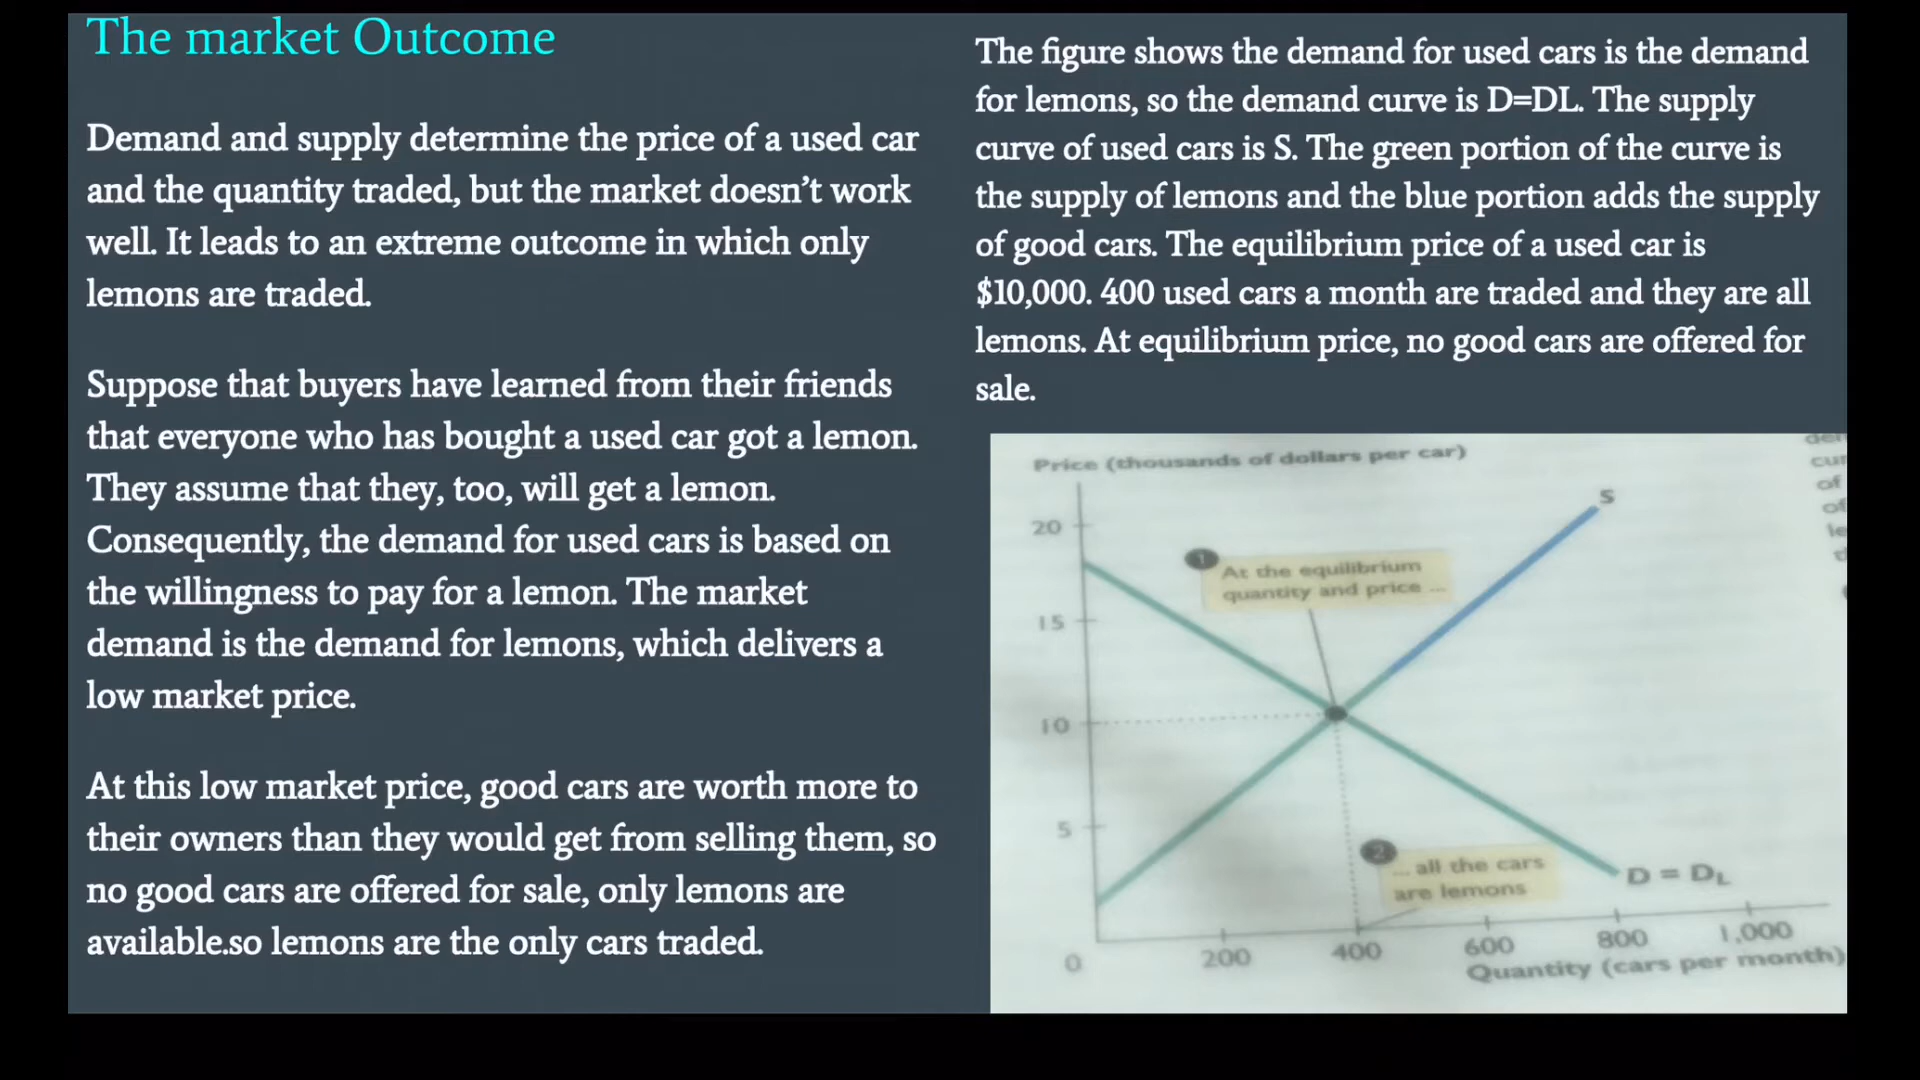 The market Outcome
Demand and supply determine the price of a used car
and the quantity traded, but the market doesn’t work
well. It leads to an extreme outcome in which only
lemons are traded.
Suppose that buyers have learned from their friends
that everyone who has bought a used car got a lemon.
They assume that they, too, will get a lemon.
Consequently, the demand for used cars is based on
the willingness to pay for a lemon. The market
demand is the demand for lemons, which delivers a
low market price.
At this low market price, good cars are worth more to
their owners than they would get from selling them, so
no good cars are offered for sale, only lemons are
available.so lemons are the only cars traded.
The figure shows the demand for used cars is the demand
for lemons, so the demand curve is D=DL. The supply
curve of used cars is S. The green portion of the curve is
the supply of lemons and the blue portion adds the supply
of good cars. The equilibrium price of a used car is
$10,000. 400 used cars a month are traded and they are all
lemons. At equilibrium price, no good cars are offered for
sale.
Price (thousands of dollars per car)
20
15
10
5
0
S
1
At the equilibrium
quantity and price ...
2
... all the cars
are lemons
D = DL
200
400
600
800
1,000
Quantity (cars per month)
of